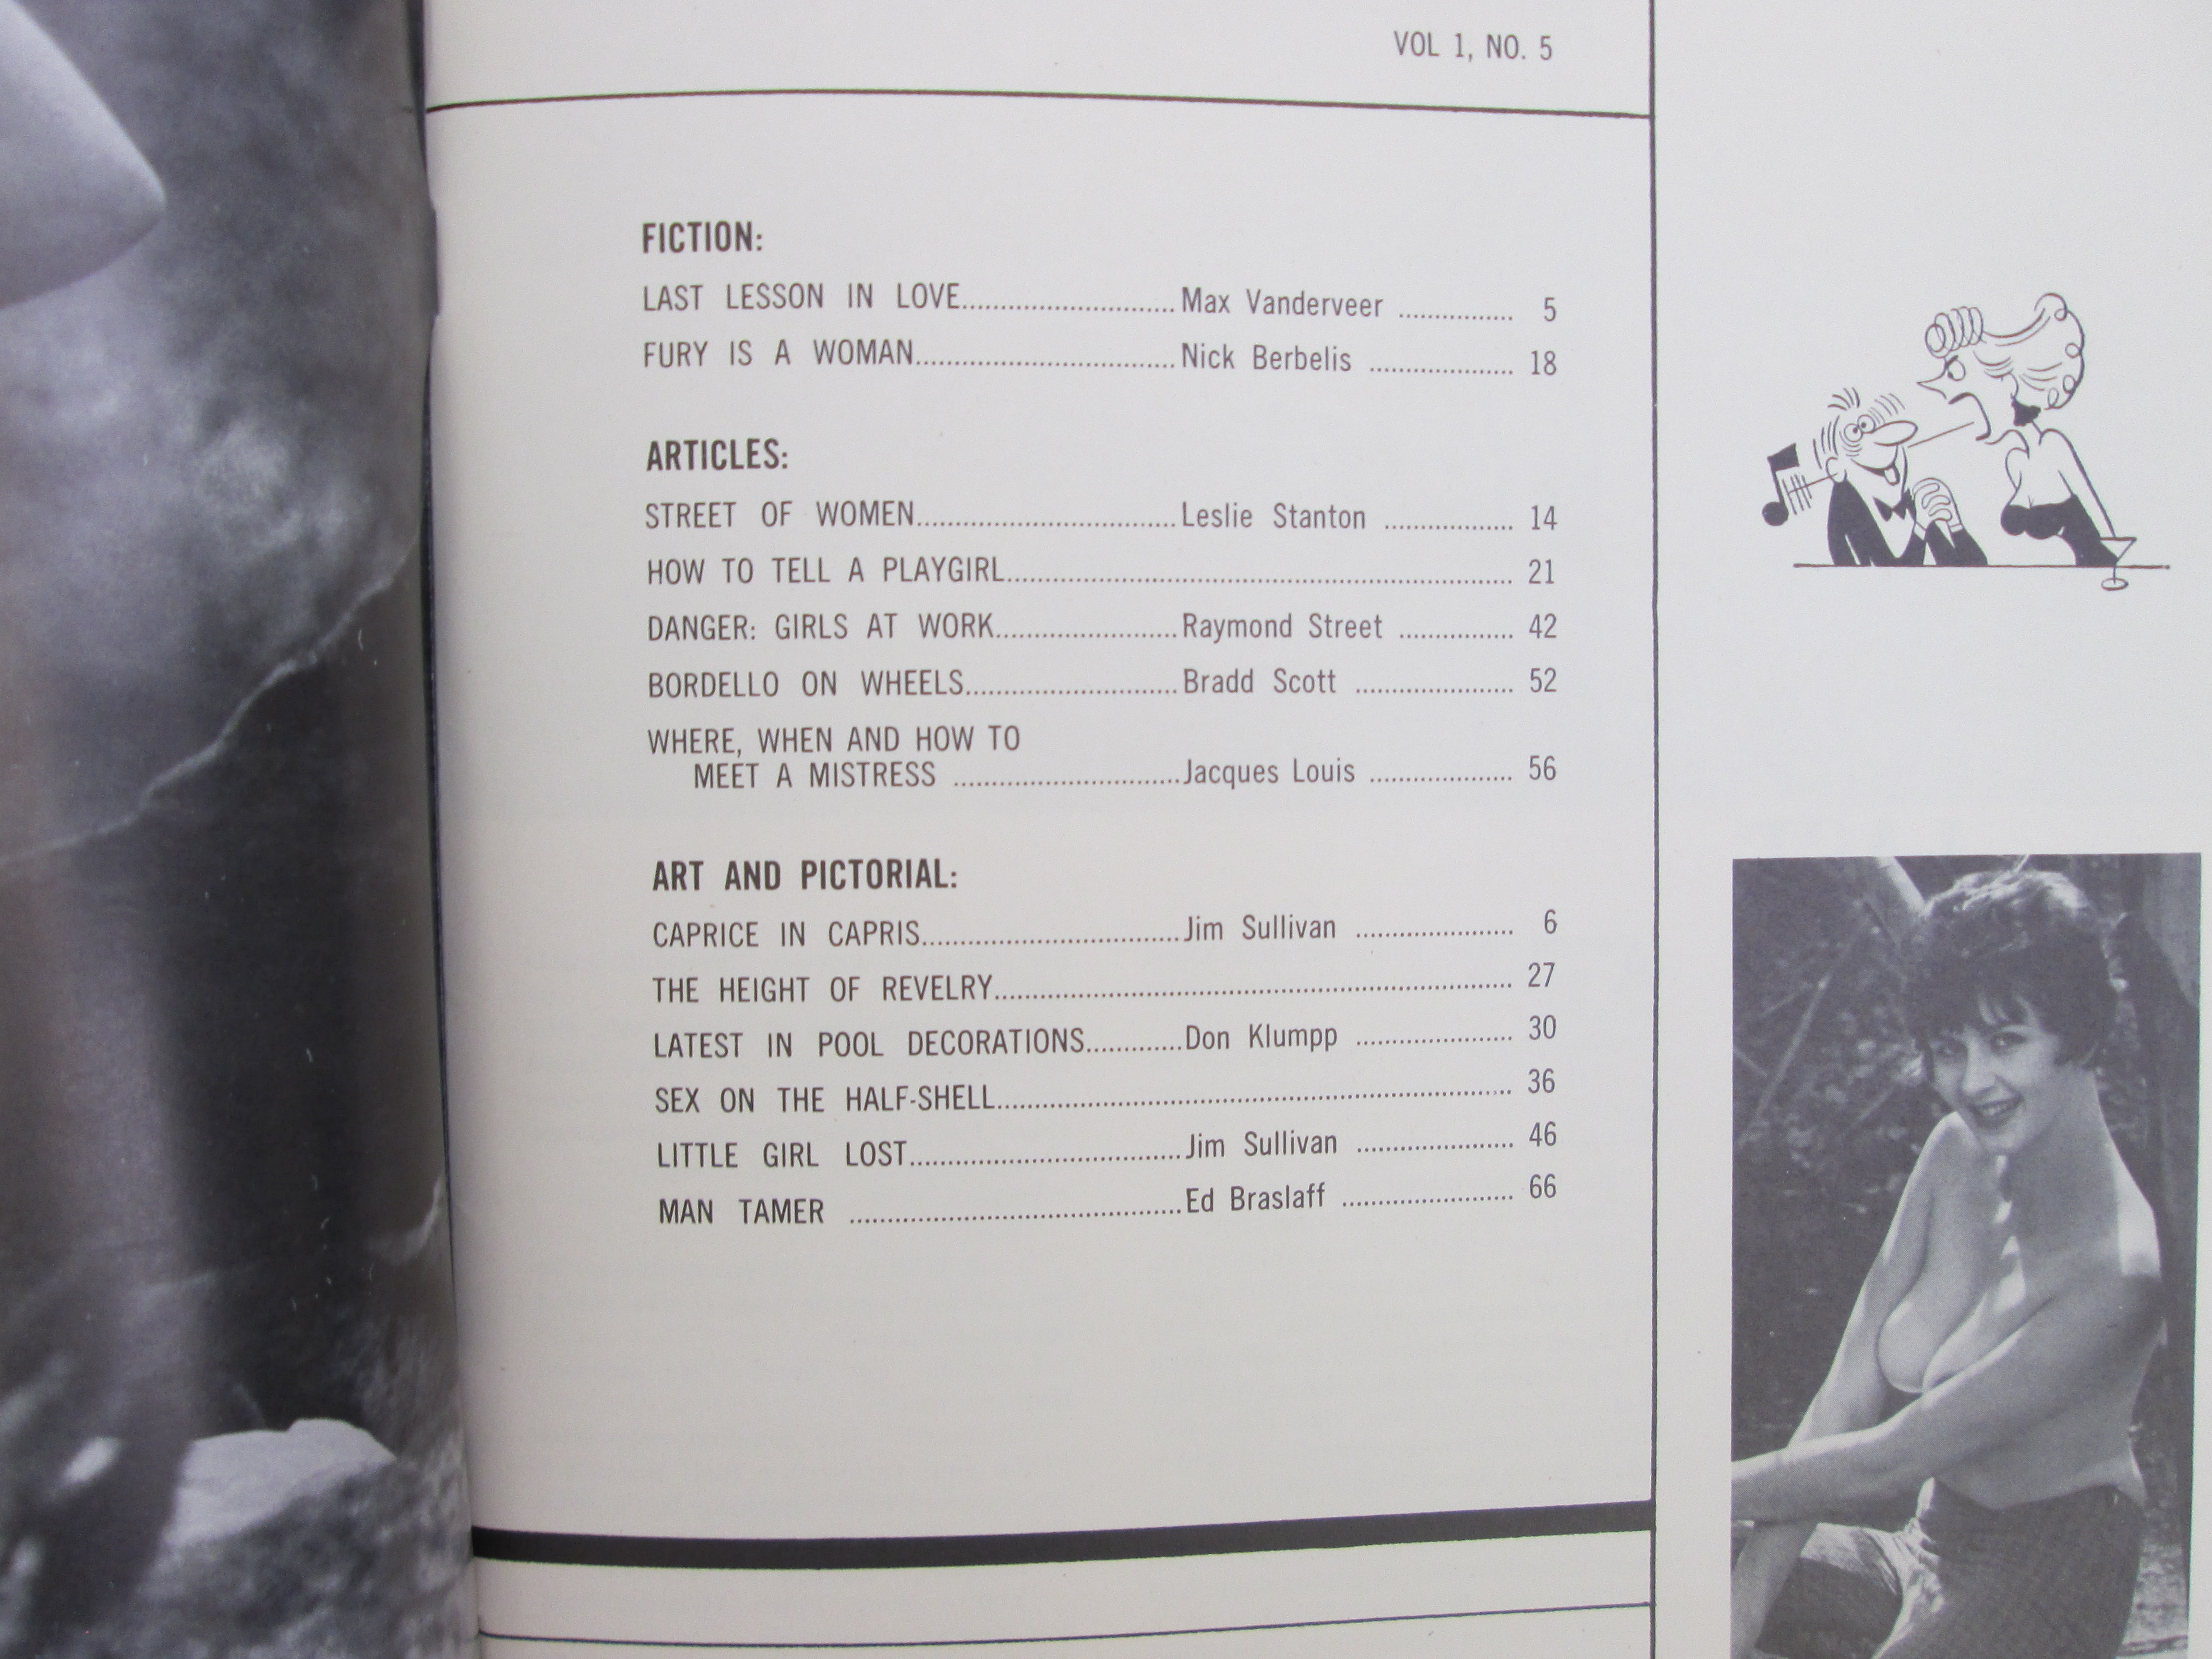 VOL 1, NO. 5
FICTION:
LAST LESSON IN LOVE..........................Max Vanderveer ............... 5
FURY IS A WOMAN................................Nick Berbelis .................. 18
ARTICLES:
STREET OF WOMEN................................Leslie Stanton ................ 14
HOW TO TELL A PLAYGIRL............................................................... 21
DANGER: GIRLS AT WORK......................Raymond Street .............. 42
BORDELLO ON WHEELS..........................Bradd Scott .................... 52
WHERE, WHEN AND HOW TO
MEET A MISTRESS ............................Jacques Louis .................. 56
ART AND PICTORIAL:
CAPRICE IN CAPRIS................................Jim Sullivan .................... 6
THE HEIGHT OF REVELRY................................................................ 27
LATEST IN POOL DECORATIONS............Don Klumpp .................... 30
SEX ON THE HALF-SHELL................................................................ 36
LITTLE GIRL LOST.................................Jim Sullivan .................... 46
MAN TAMER .........................................Ed Braslaff ...................... 66